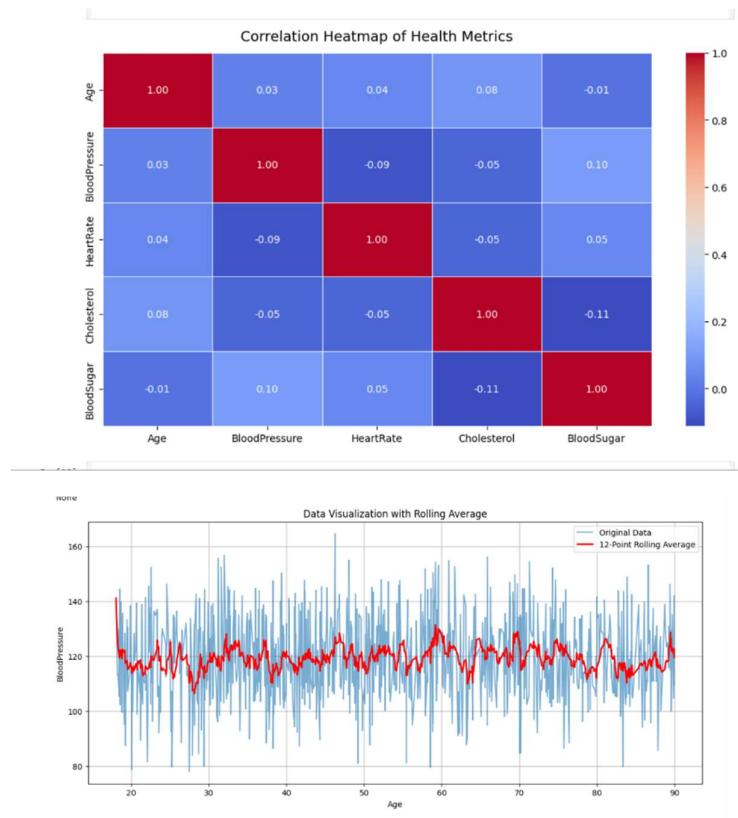 Correlation Heatmap of Health Metrics
Age
1.00
0.03
0.04
0.08
-0.01
BloodPressure
0.03
1.00
-0.09
-0.05
0.10
HeartRate
0.04
-0.09
1.00
-0.05
0.05
Cholesterol
0.08
-0.05
-0.05
1.00
-0.11
BloodSugar
-0.01
0.10
0.05
-0.11
1.00
Age
BloodPressure
HeartRate
Cholesterol
BloodSugar
1.0
0.8
0.6
0.4
0.2
0.0
None
Data Visualization with Rolling Average
Original Data
12-Point Rolling Average
BloodPressure
160
140
120
100
80
20
30
40
50
60
70
80
90
Age